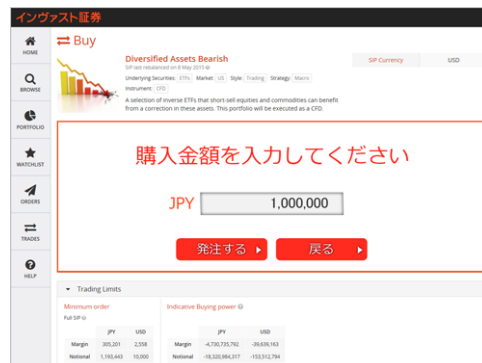 インヴァスト証券
HOME
BROWSE
PORTFOLIO
WATCHLIST
ORDERS
TRADES
HELP
Buy
Diversified Assets Bearish
SIP last rebalanced on 8 May 2015
Underlying Securities: ETFs Market: US Style: Trading Strategy: Macro
Instrument: CFD
A selection of inverse ETFs that short-sell equities and commodities can benefit
from a correction in these assets. This portfolio will be executed as a CFD.
SIP Currency USD
購入金額を入力してください
JPY 1,000,000
発注する 戻る
Trading Limits
Minimum order
Full SIP
JPY USD
Margin 305,201 2,558
Notional 1,193,443 10,000
Indicative Buying power
JPY USD
Margin -4,730,735,792 -39,639,163
Notional -18,320,984,317 -153,512,794